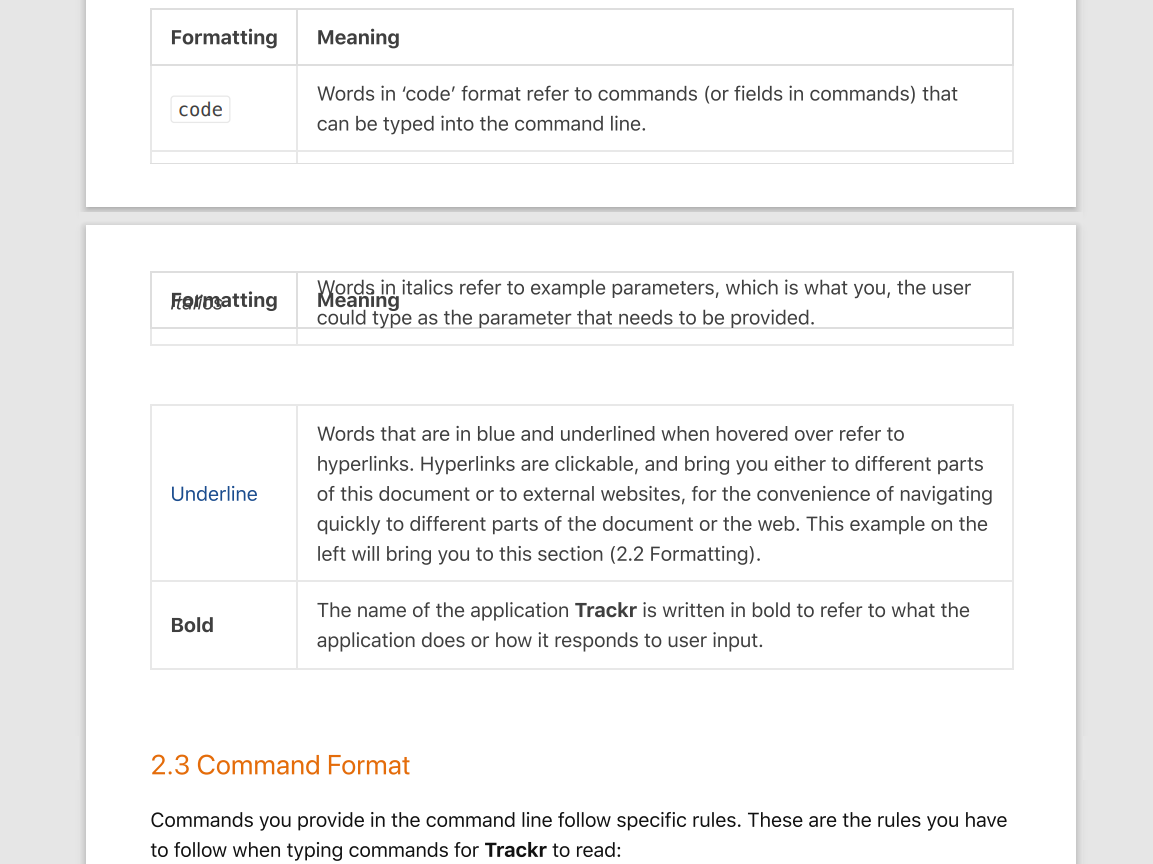 Formatting Meaning
code
Words in ‘code’ format refer to commands (or fields in commands) that
can be typed into the command line.
Formatting Meaning
Italics
Words in italics refer to example parameters, which is what you, the user
could type as the parameter that needs to be provided.
Underline
Words that are in blue and underlined when hovered over refer to
hyperlinks. Hyperlinks are clickable, and bring you either to different parts
of this document or to external websites, for the convenience of navigating
quickly to different parts of the document or the web. This example on the
left will bring you to this section (2.2 Formatting).
Bold
The name of the application Trackr is written in bold to refer to what the
application does or how it responds to user input.
2.3 Command Format
Commands you provide in the command line follow specific rules. These are the rules you have
to follow when typing commands for Trackr to read: